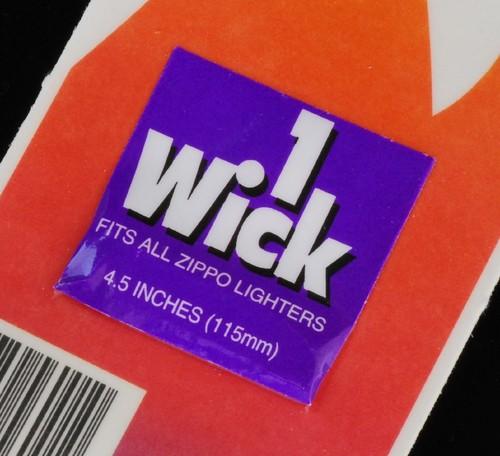 1
Wick
FITS ALL ZIPPO LIGHTERS
4.5 INCHES (115mm)